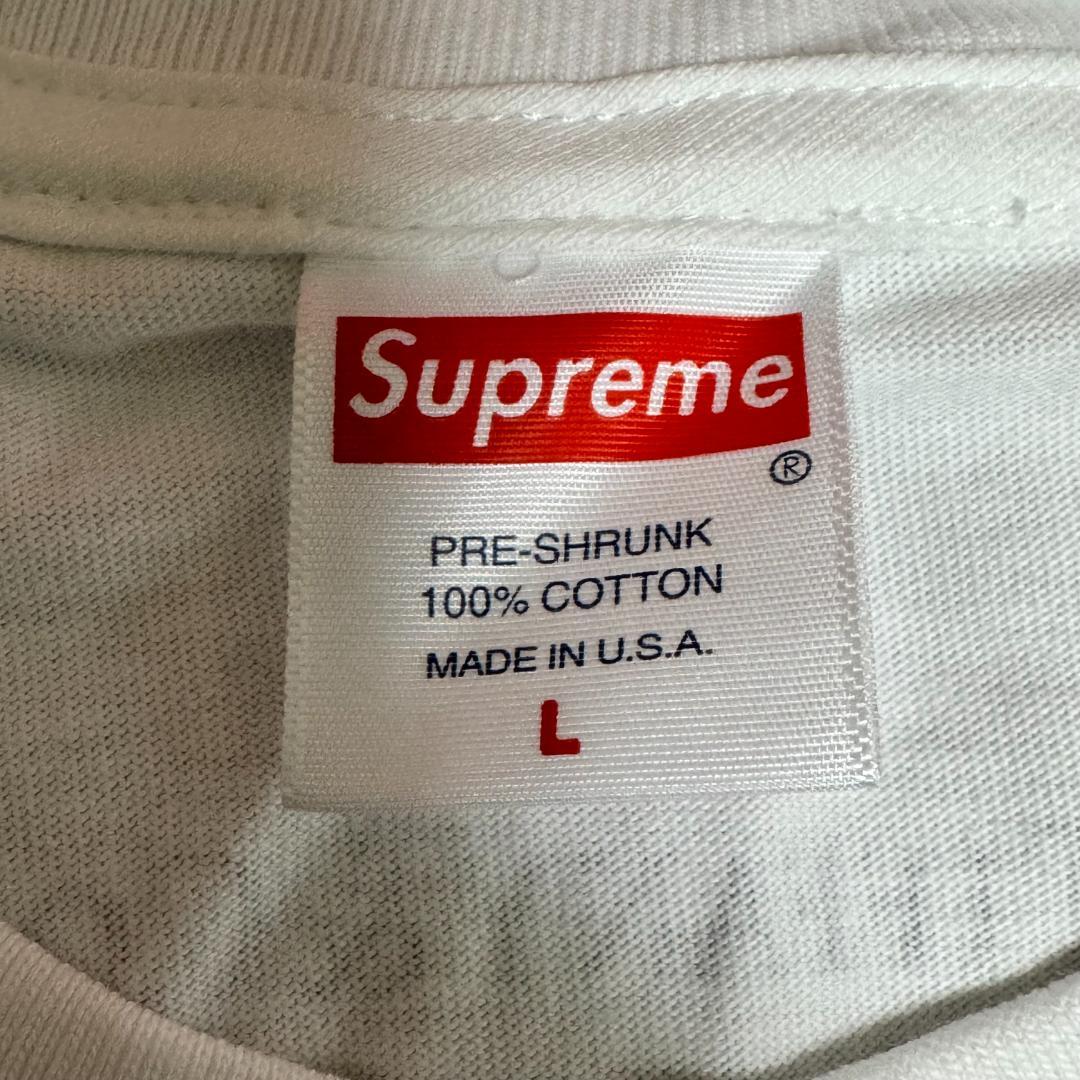 Supreme
®
PRE-SHRUNK
100% COTTON
MADE IN U.S.A.
L